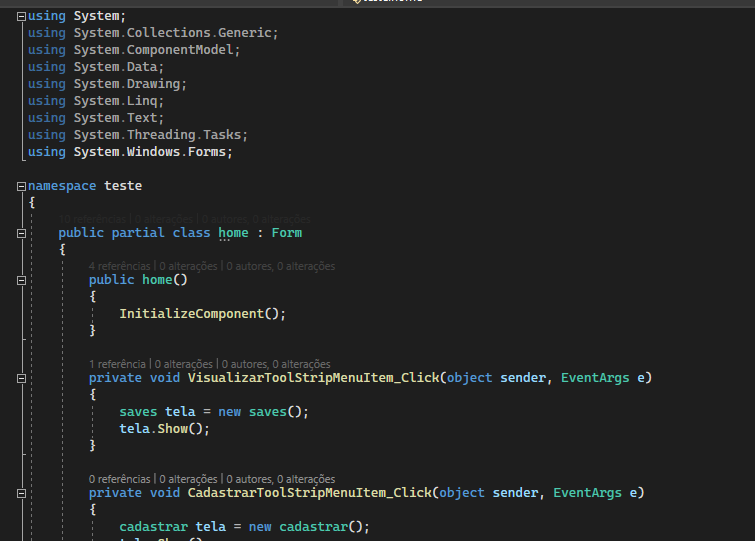 using System;
using System.Collections.Generic;
using System.ComponentModel;
using System.Data;
using System.Drawing;
using System.Linq;
using System.Text;
using System.Threading.Tasks;
using System.Windows.Forms;
namespace teste
{
10 referências | 0 alterações | 0 autores, 0 alterações
public partial class home : Form
{
4 referências | 0 alterações | 0 autores, 0 alterações
public home()
{
InitializeComponent();
}
1 referência | 0 alterações | 0 autores, 0 alterações
private void VisualizarToolStripMenuItem_Click(object sender, EventArgs e)
{
saves tela = new saves();
tela.Show();
}
0 referências | 0 alterações | 0 autores, 0 alterações
private void CadastrarToolStripMenuItem_Click(object sender, EventArgs e)
{
cadastrar tela = new cadastrar();